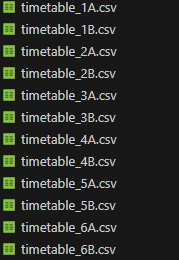 timetable_1A.csv
timetable_1B.csv
timetable_2A.csv
timetable_2B.csv
timetable_3A.csv
timetable_3B.csv
timetable_4A.csv
timetable_4B.csv
timetable_5A.csv
timetable_5B.csv
timetable_6A.csv
timetable_6B.csv